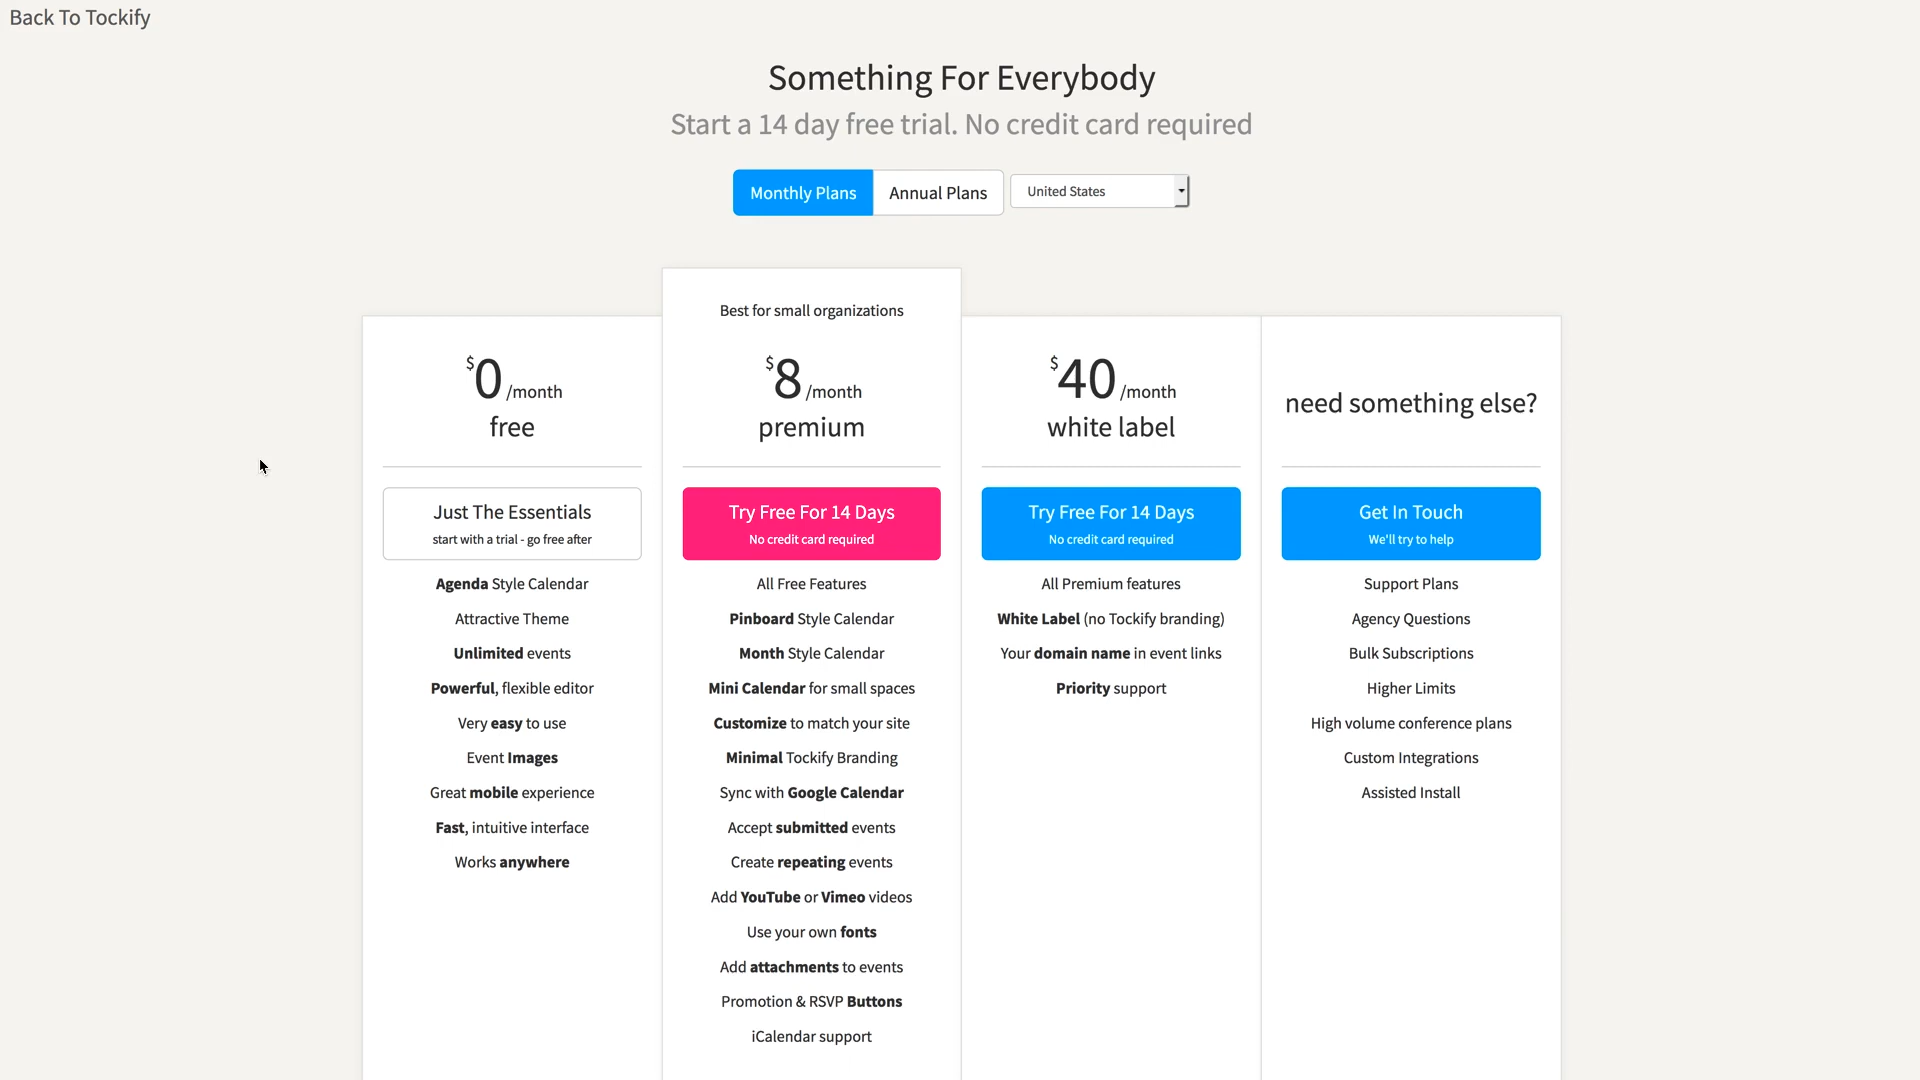 Back To Tockify
Something For Everybody
Start a 14 day free trial. No credit card required
Monthly Plans
Annual Plans
United States
$0/month
free
Just The Essentials
start with a trial - go free after
Agenda Style Calendar
Attractive Theme
Unlimited events
Powerful, flexible editor
Very easy to use
Event Images
Great mobile experience
Fast, intuitive interface
Works anywhere
Best for small organizations
$8/month
premium
Try Free For 14 Days
No credit card required
All Free Features
Pinboard Style Calendar
Month Style Calendar
Mini Calendar for small spaces
Customize to match your site
Minimal Tockify Branding
Sync with Google Calendar
Accept submitted events
Create repeating events
Add YouTube or Vimeo videos
Use your own fonts
Add attachments to events
Promotion & RSVP Buttons
iCalendar support
$40/month
white label
Try Free For 14 Days
No credit card required
All Premium features
White Label (no Tockify branding)
Your domain name in event links
Priority support
need something else?
Get In Touch
We'll try to help
Support Plans
Agency Questions
Bulk Subscriptions
Higher Limits
High volume conference plans
Custom Integrations
Assisted Install